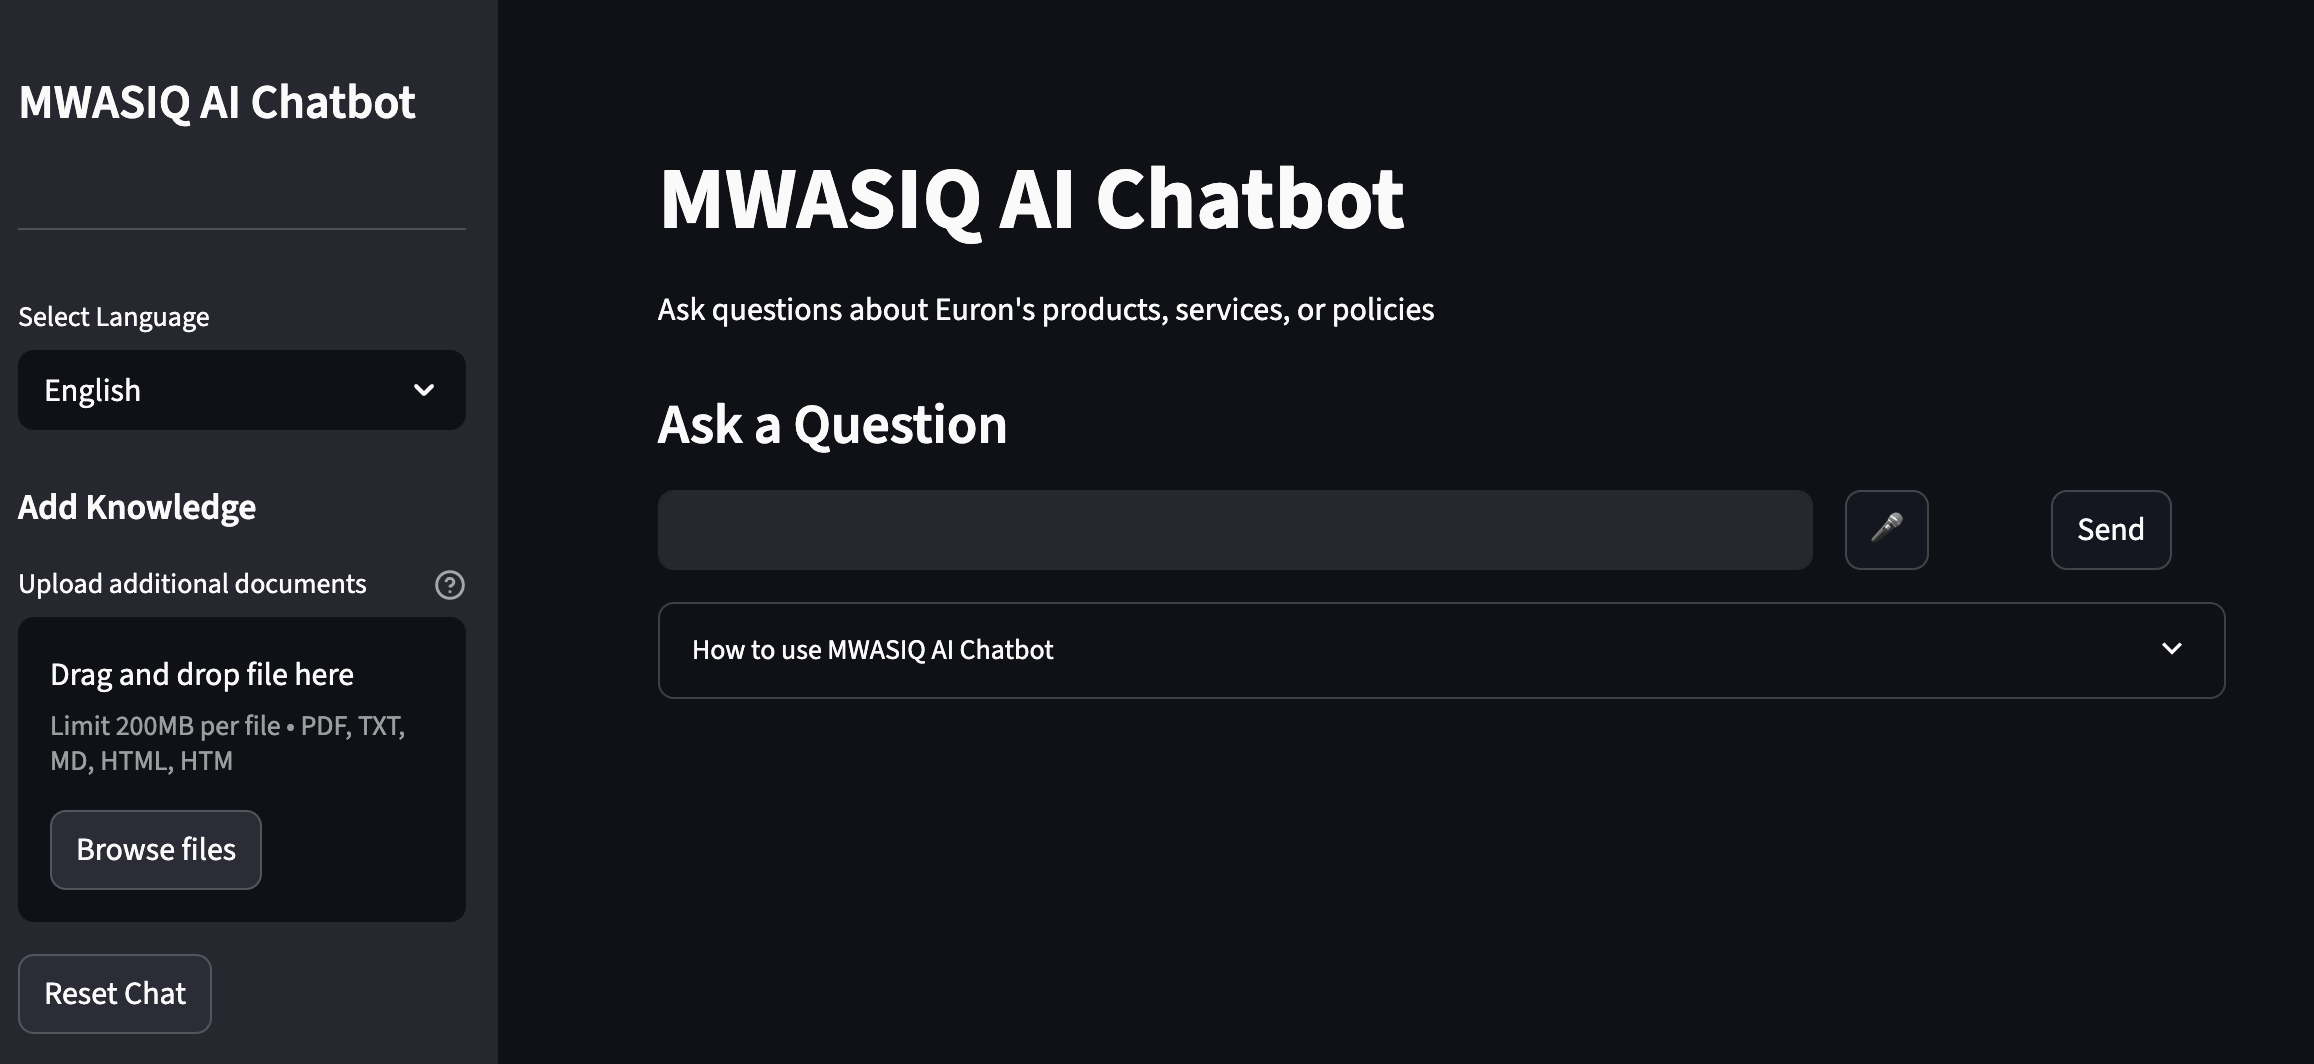 MWASIQ AI Chatbot
Select Language
English
Add Knowledge
Upload additional documents
Drag and drop file here
Limit 200MB per file • PDF, TXT,
MD, HTML, HTM
Browse files
Reset Chat
MWASIQ AI Chatbot
Ask questions about Euron's products, services, or policies
Ask a Question
Send
How to use MWASIQ AI Chatbot